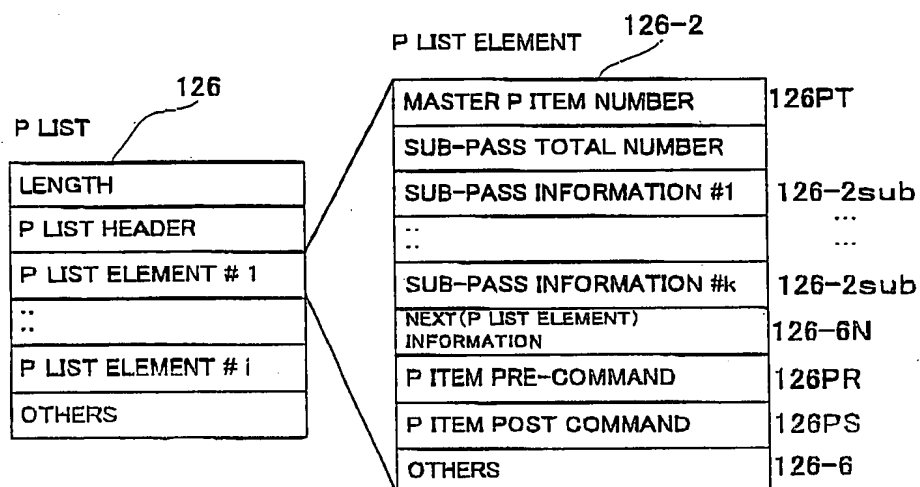 P LIST
126
LENGTH
P LIST HEADER
P LIST ELEMENT # 1
::
P LIST ELEMENT # i
OTHERS
P LIST ELEMENT
126-2
MASTER P ITEM NUMBER 126PT
SUB-PASS TOTAL NUMBER
SUB-PASS INFORMATION #1 126-2sub
:: ...
...
SUB-PASS INFORMATION #k 126-2sub
NEXT(P LIST ELEMENT)
INFORMATION 126-6N
P ITEM PRE-COMMAND 126PR
P ITEM POST COMMAND 126PS
OTHERS 126-6